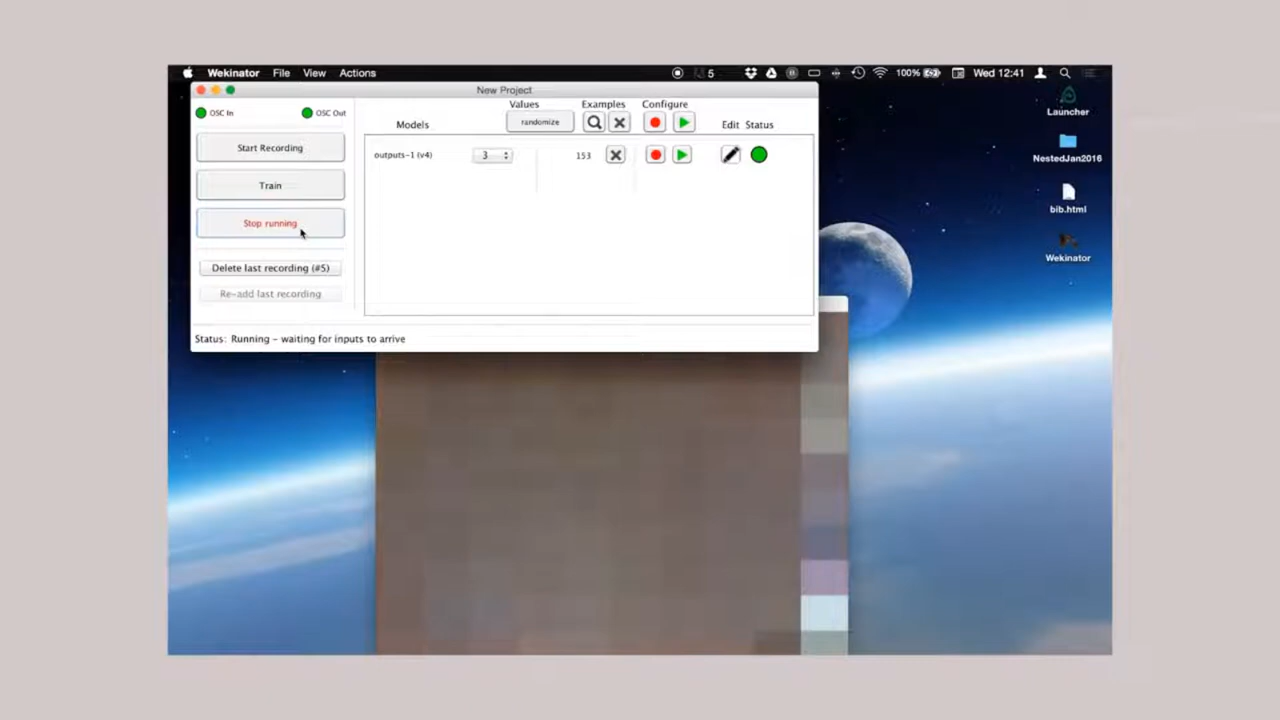 Wekinator File View Actions 5 100% Wed 12:41
New Project
OSC In OSC Out
Values Examples Configure
Models randomize Edit Status
Start Recording
outputs-1 (v4) 3 153
Train
Stop running
Delete last recording (#5)
Re-add last recording
Status: Running - waiting for inputs to arrive
Launcher
NestedJan2016
bib.html
Wekinator